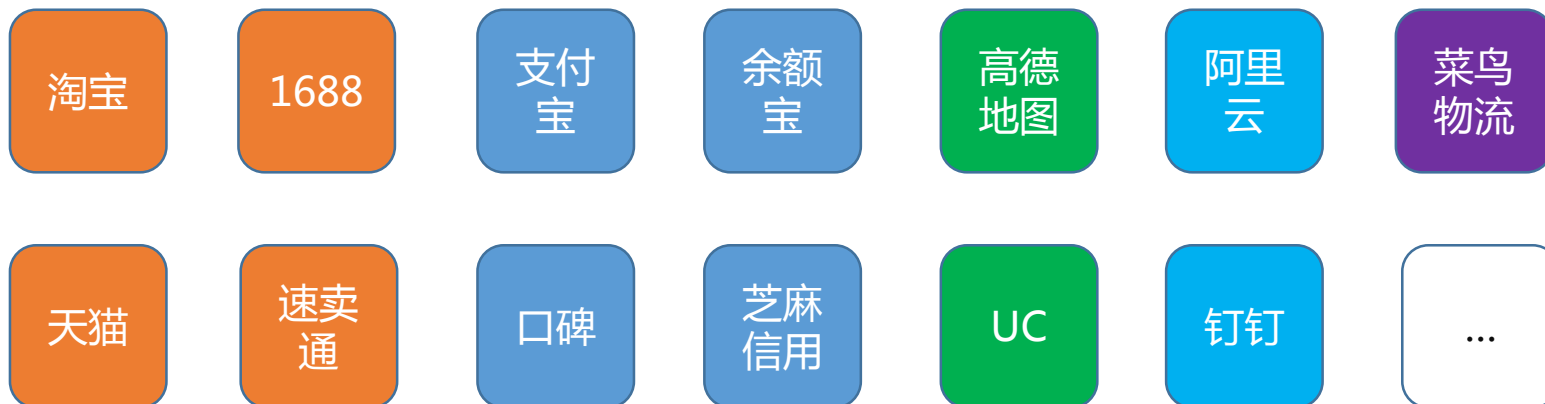 淘宝
1688
支付
宝
余额
宝
高德
地图
阿里
云
菜鸟
物流
天猫
速卖
通
口碑
芝麻
信用
UC
钉钉
...